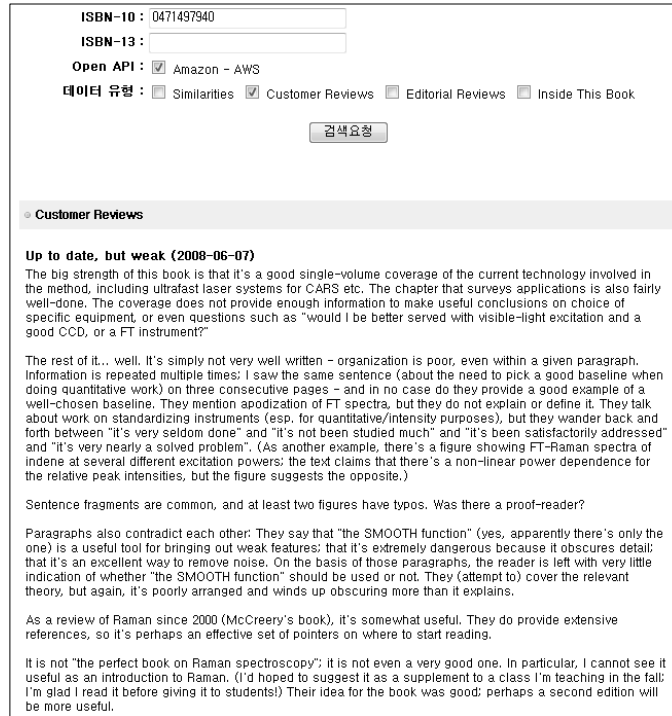 ISBN-10 : 0471497940
ISBN-13 :
Open API : Amazon - AWS
데이터 유형 : Similarities Customer Reviews Editorial Reviews Inside This Book
검색요청
Customer Reviews
Up to date, but weak (2008-06-07)
The big strength of this book is that it's a good single-volume coverage of the current technology involved in
the method, including ultrafast laser systems for CARS etc. The chapter that surveys applications is also fairly
well-done. The coverage does not provide enough information to make useful conclusions on choice of
specific equipment, or even questions such as "would I be better served with visible-light excitation and a
good CCD, or a FT instrument?"
The rest of it... well. It's simply not very well written - organization is poor, even within a given paragraph.
Information is repeated multiple times; I saw the same sentence (about the need to pick a good baseline when
doing quantitative work) on three consecutive pages - and in no case do they provide a good example of a
well-chosen baseline. They mention apodization of FT spectra, but they do not explain or define it. They talk
about work on standardizing instruments (esp. for quantitative/intensity purposes), but they wander back and
forth between "it's very seldom done" and "it's not been studied much" and "it's been satisfactorily addressed"
and "it's very nearly a solved problem". (As another example, there's a figure showing FT-Raman spectra of
indene at several different excitation powers; the text claims that there's a non-linear power dependence for
the relative peak intensities, but the figure suggests the opposite.)
Sentence fragments are common, and at least two figures have typos. Was there a proof-reader?
Paragraphs also contradict each other: They say that "the SMOOTH function" (yes, apparently there's only the
one) is a useful tool for bringing out weak features; that it's extremely dangerous because it obscures detail;
that it's an excellent way to remove noise. On the basis of those paragraphs, the reader is left with very little
indication of whether "the SMOOTH function" should be used or not. They (attempt to) cover the relevant
theory, but again, it's poorly arranged and winds up obscuring more than it explains.
As a review of Raman since 2000 (McCreery's book), it's somewhat useful. They do provide extensive
references, so it's perhaps an effective set of pointers on where to start reading.
It is not "the perfect book on Raman spectroscopy"; it is not even a very good one. In particular, I cannot see it
useful as an introduction to Raman. (I'd hoped to suggest it as a supplement to a class I'm teaching in the fall;
I'm glad I read it before giving it to students!) Their idea for the book was good; perhaps a second edition will
be more useful.